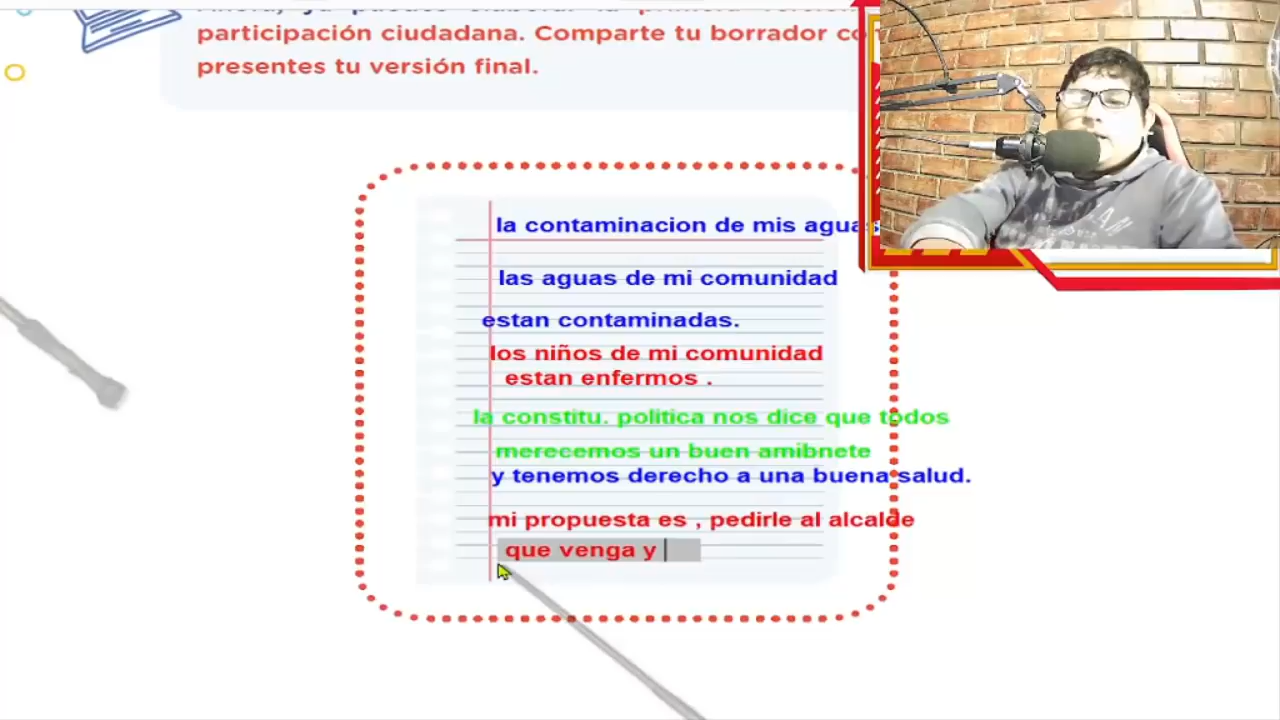 participación ciudadana. Comparte tu borrador
presentes tu versión final.
la contaminacion de mis aguas
las aguas de mi comunidad
estan contaminadas.
los niños de mi comunidad
estan enfermos .
la constitu. politica nos dice que todos
merecemos un buen amibnete
y tenemos derecho a una buena salud.
mi propuesta es , pedirle al alcalde
que venga y